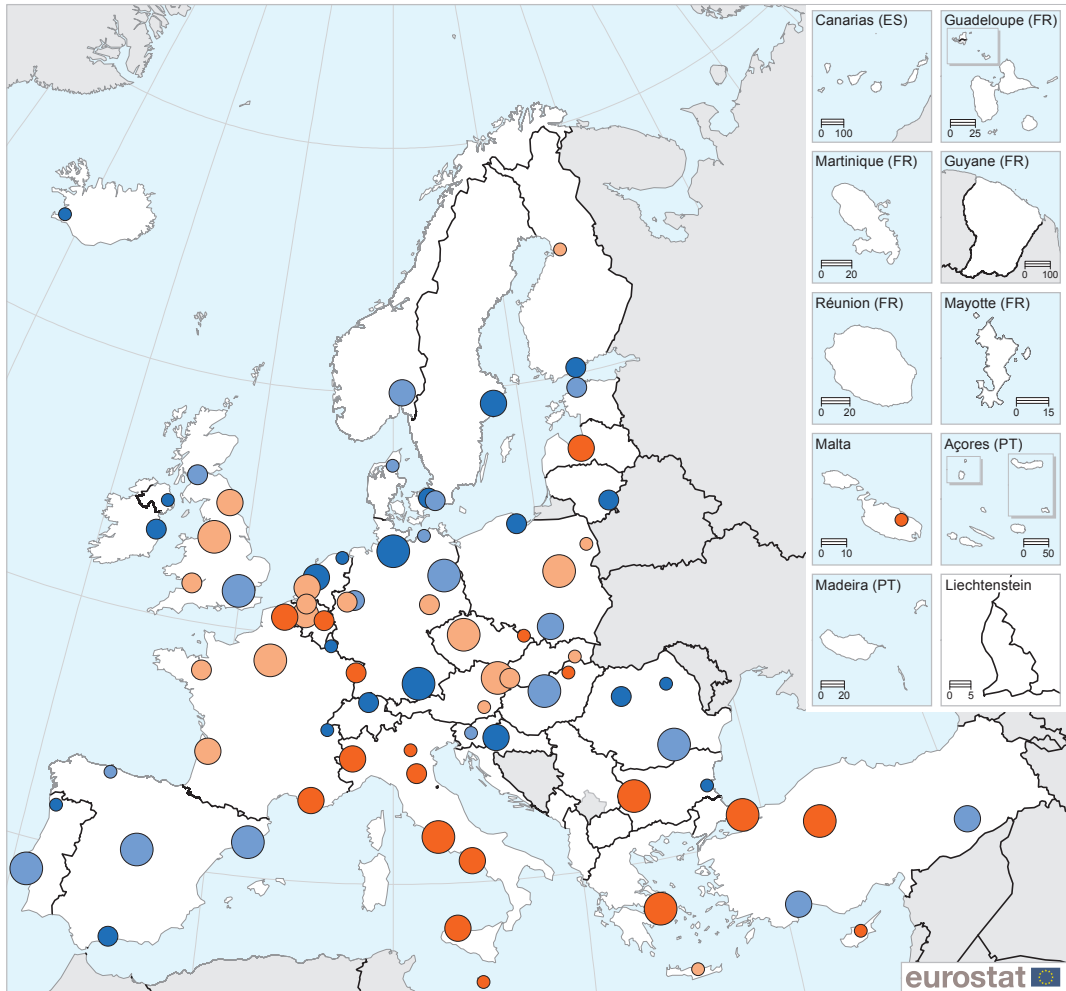 Canarias (ES)
0 100
Guadeloupe (FR)
0 25
Martinique (FR)
0 20
Guyane (FR)
0 100
Réunion (FR)
0 20
Mayotte (FR)
0 15
Malta
0 10
Açores (PT)
0 50
Madeira (PT)
0 20
Liechtenstein
0 5
eurostat